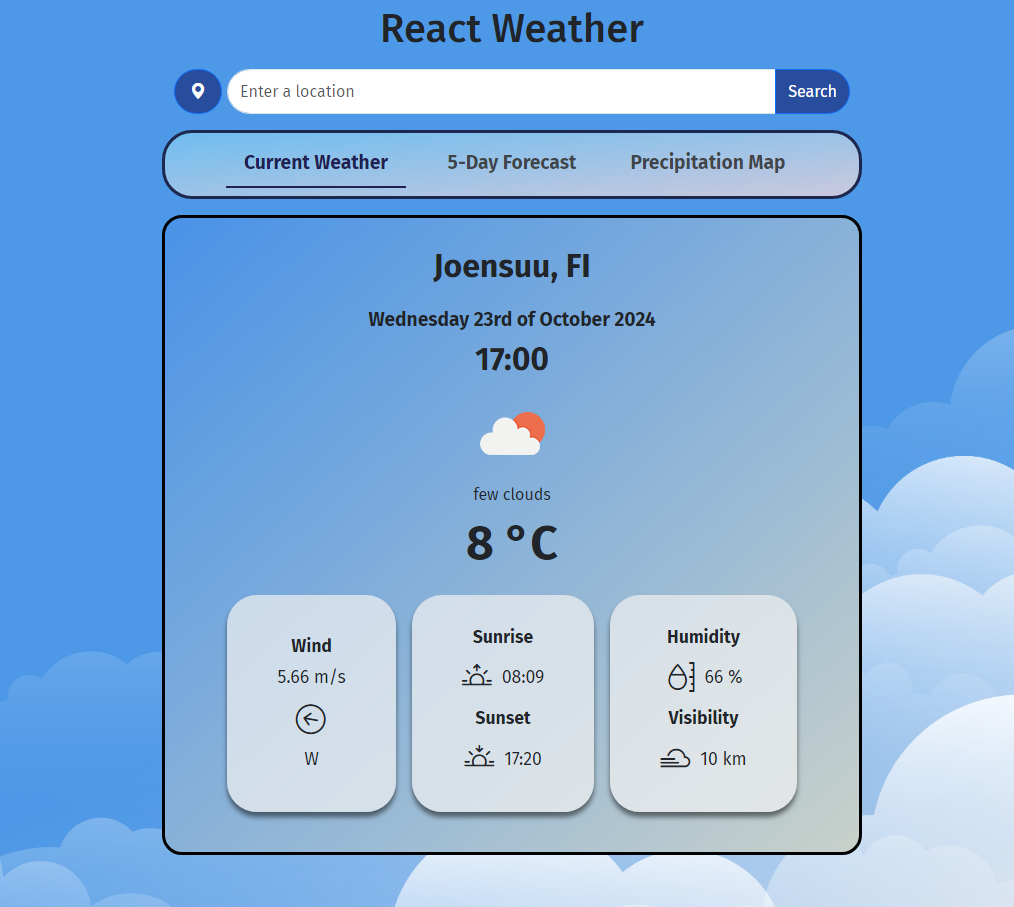 React Weather
Enter a location
Search
Current Weather 5-Day Forecast Precipitation Map
Joensuu, FI
Wednesday 23rd of October 2024
17:00
few clouds
8 °C
Wind
5.66 m/s
W
Sunrise
08:09
Sunset
17:20
Humidity
66 %
Visibility
10 km